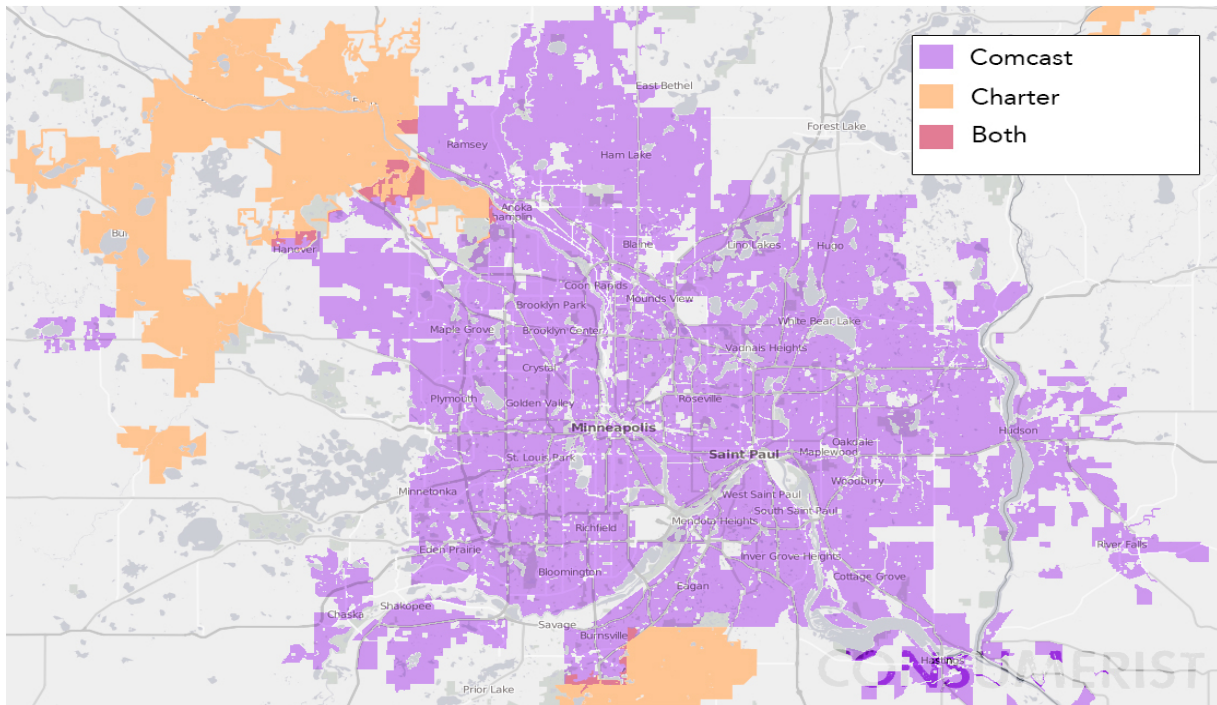 Comcast
Charter
Both
East Bethel
Forest Lake
Ramsey
Ham Lake
Anoka
hamplin
Bu
Hanover
Blaine
Lino Lakes
Hugo
Coon Rapids
Mounds View
Brooklyn Park
White Bear Lake
Maple Grove
Brooklyn Center
Vadnais Heights
Crystal
Plymouth
Golden Valley
Roseville
Minneapolis
Hudson
Oakdale
Saint Paul
Maplewood
St. Louis Park
Woodbury
Minnetonka
West Saint Paul
South Saint Paul
Mendota Heights
Richfield
River Falls
Eden Prairie
Inver Grove Heights
Bloomington
Cottage Grove
Eagan
Shakopee
Chaska
Savage
Burnsville
Hastings
CONSUMERIST
Prior Lake